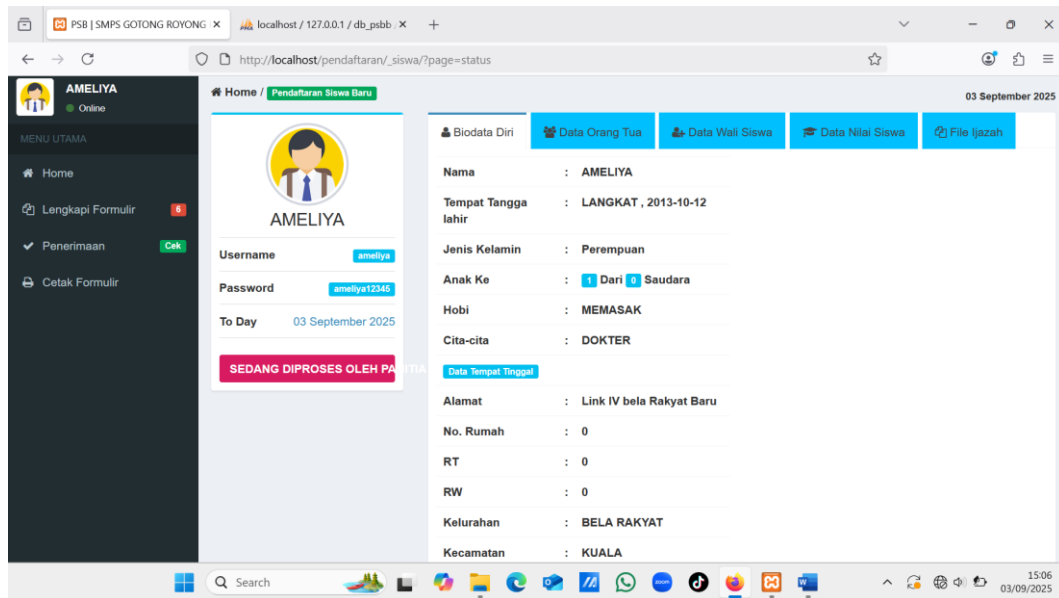 PSB | SMPS GOTONG ROYONG
localhost / 127.0.0.1 / db_psbb
http://localhost/pendaftaran/_siswa/?page=status
AMELIYA
Online
MENU UTAMA
Home
Lengkapi Formulir 6
Penerimaan Cek
Cetak Formulir
Home / Pendaftaran Siswa Baru
03 September 2025
AMELIYA
Username ameliya
Password ameliya12345
To Day 03 September 2025
SEDANG DIPROSES OLEH PANITIA
Biodata Diri Data Orang Tua Data Wali Siswa Data Nilai Siswa File Ijazah
Nama : AMELIYA
Tempat Tangga : LANGKAT , 2013-10-12
lahir
Jenis Kelamin : Perempuan
Anak Ke : 1 Dari 0 Saudara
Hobi : MEMASAK
Cita-cita : DOKTER
Data Tempat Tinggal
Alamat : Link IV bela Rakyat Baru
No. Rumah : 0
RT : 0
RW : 0
Kelurahan : BELA RAKYAT
Kecamatan : KUALA
Search
zoom
15:06
03/09/2025